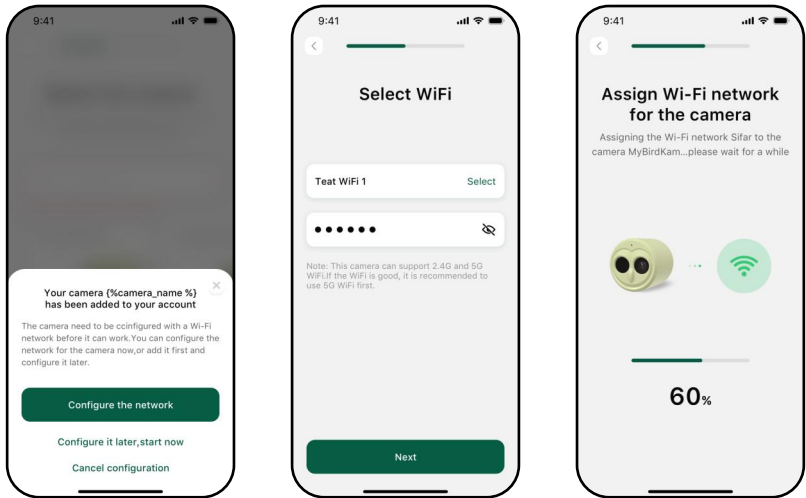 9:41
Your camera {%camera_name %}
has been added to your account
The camera need to be ccinfigured with a Wi-Fi
network before it can work.You can configure the
network for the camera now,or add it first and
configure it later.
Configure the network
Configure it later,start now
Cancel configuration
9:41
Select WiFi
Teat WiFi 1
Select
Note: This camera can support 2.4G and 5G
WiFi.If the WiFi is good, it is recommended to
use 5G WiFi first.
Next
9:41
Assign Wi-Fi network
for the camera
Assigning the Wi-Fi network Sifar to the
camera MyBirdKam...please wait for a while
60%